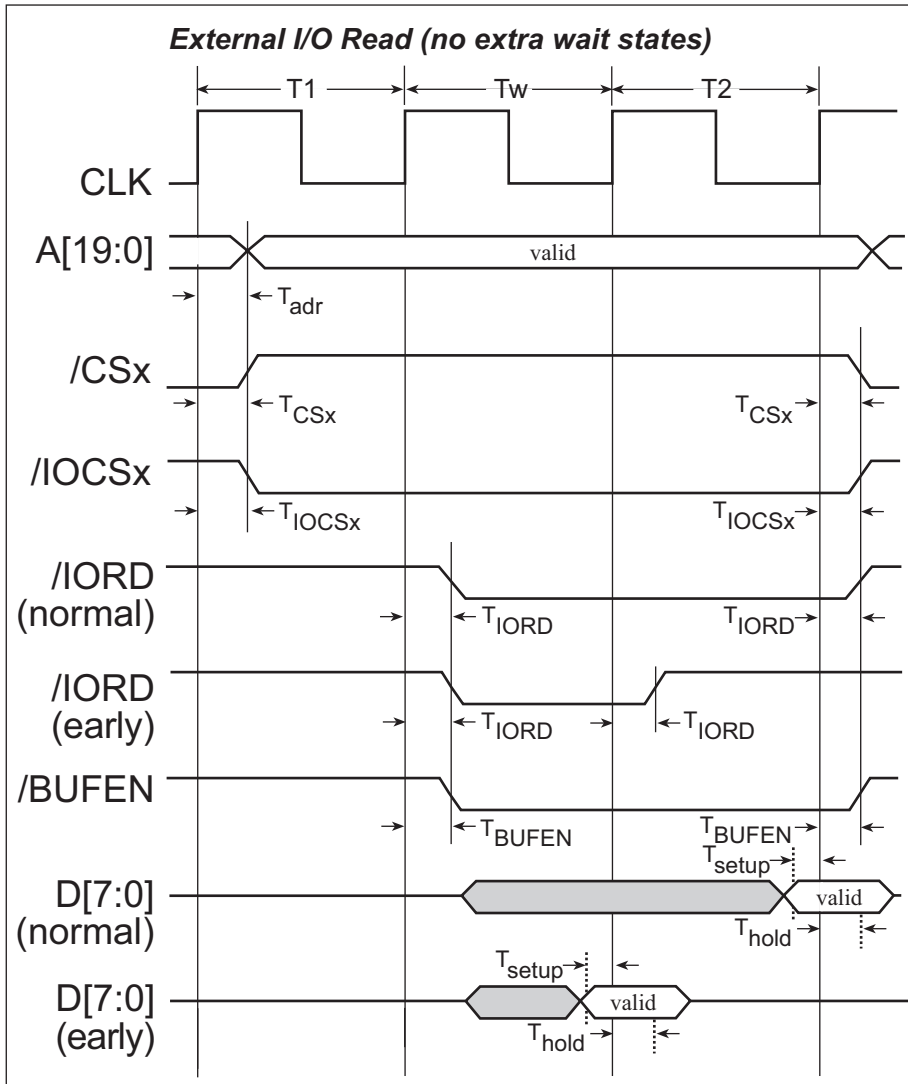 External I/O Read (no extra wait states)
T1 Tw T2
CLK
A[19:0] valid
Tadr
/CSx
TCSx TCSx
/IOCSx
TIOCSx TIOCSx
/IORD
(normal) TIORD TIORD
/IORD
(early) TIORD TIORD
/BUFEN
TBUFEN TBUFEN
Tsetup
D[7:0] valid
(normal) Thold
Tsetup
D[7:0] valid
(early) Thold